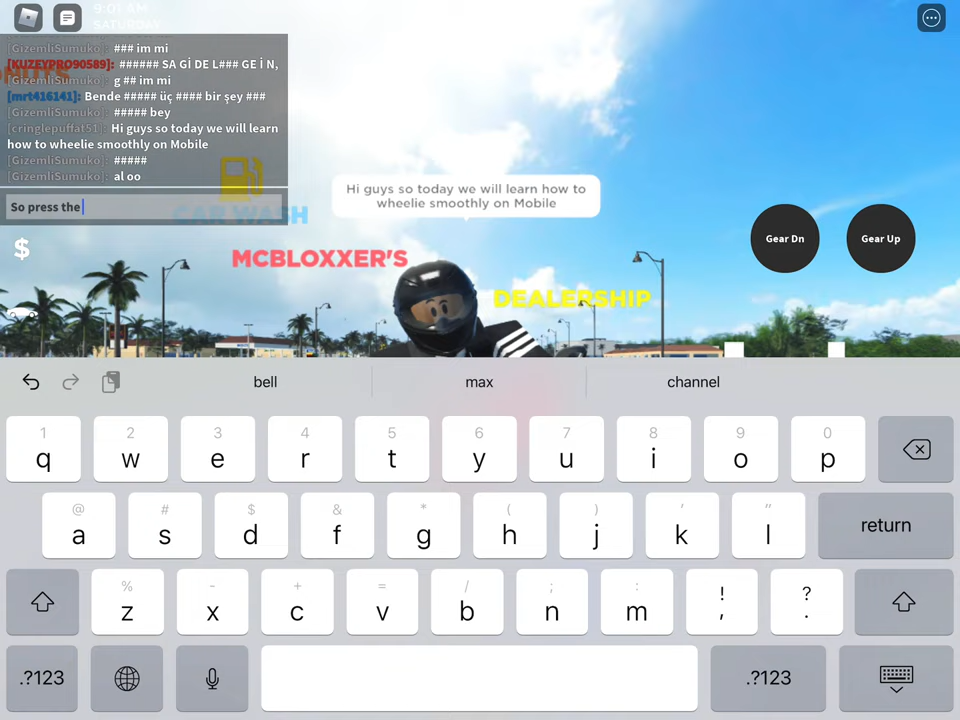 9:01 AM
SATURDAY
[GizemliSumuko]: ### im mi
[KUZEYPRO90589]: ###### SA Gİ DE L### GE İ N,
[GizemliSumuko]: g ## im mi
[mrt416141]: Bende ##### üç #### bir şey ###
[GizemliSumuko]: ##### bey
[cringlepuffat51]: Hi guys so today we will learn
how to wheelie smoothly on Mobile
[GizemliSumuko]: #####
[GizemliSumuko]: al oo
So press the
Hi guys so today we will learn how to
wheelie smoothly on Mobile
CAR WASH
$
MCBLOXXER'S
DEALERSHIP
Gear Dn Gear Up
bell max channel
1 2 3 4 5 6 7 8 9 0
q w e r t y u i o p
@ # $ & * ( ) ' "
a s d f g h j k l return
% - + = / ; : ! ?
z x c v b n m , .
.?123 .?123